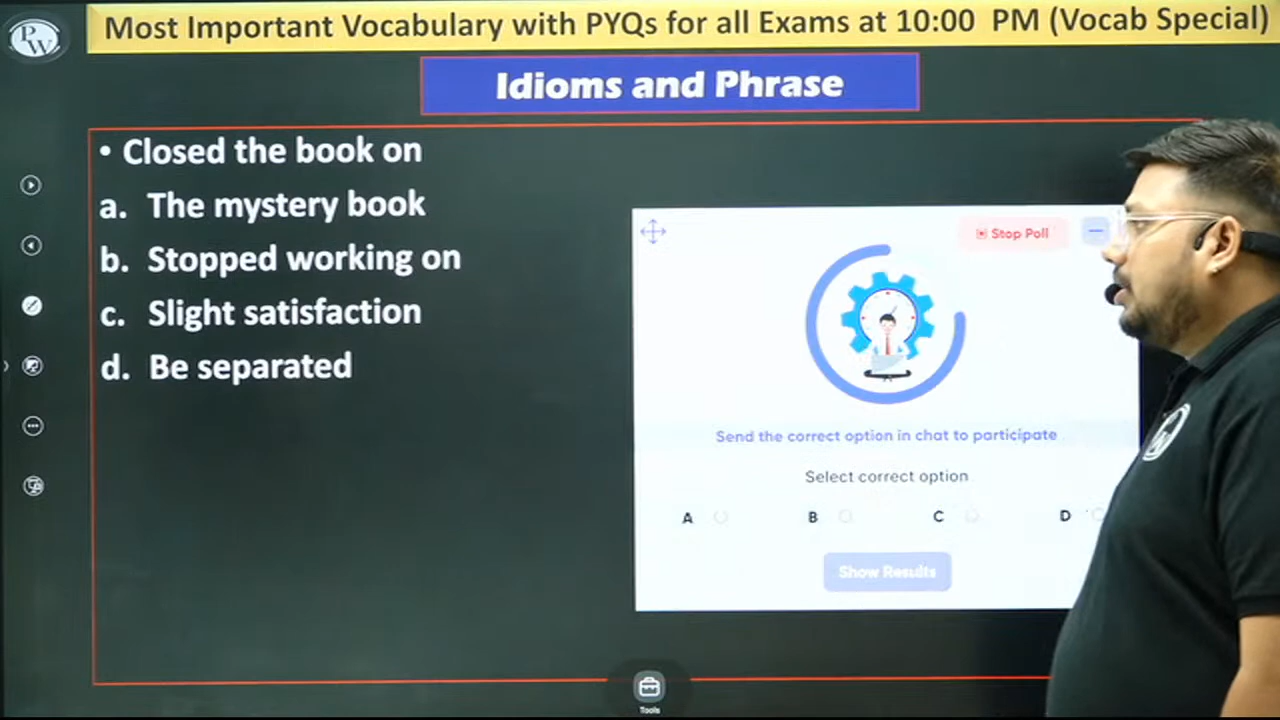 PW
Most Important Vocabulary with PYQs for all Exams at 10:00 PM (Vocab Special)
Idioms and Phrase
• Closed the book on
a. The mystery book
b. Stopped working on
c. Slight satisfaction
d. Be separated
Stop Poll
Send the correct option in chat to participate
Select correct option
A B C D
Show Results
Tools